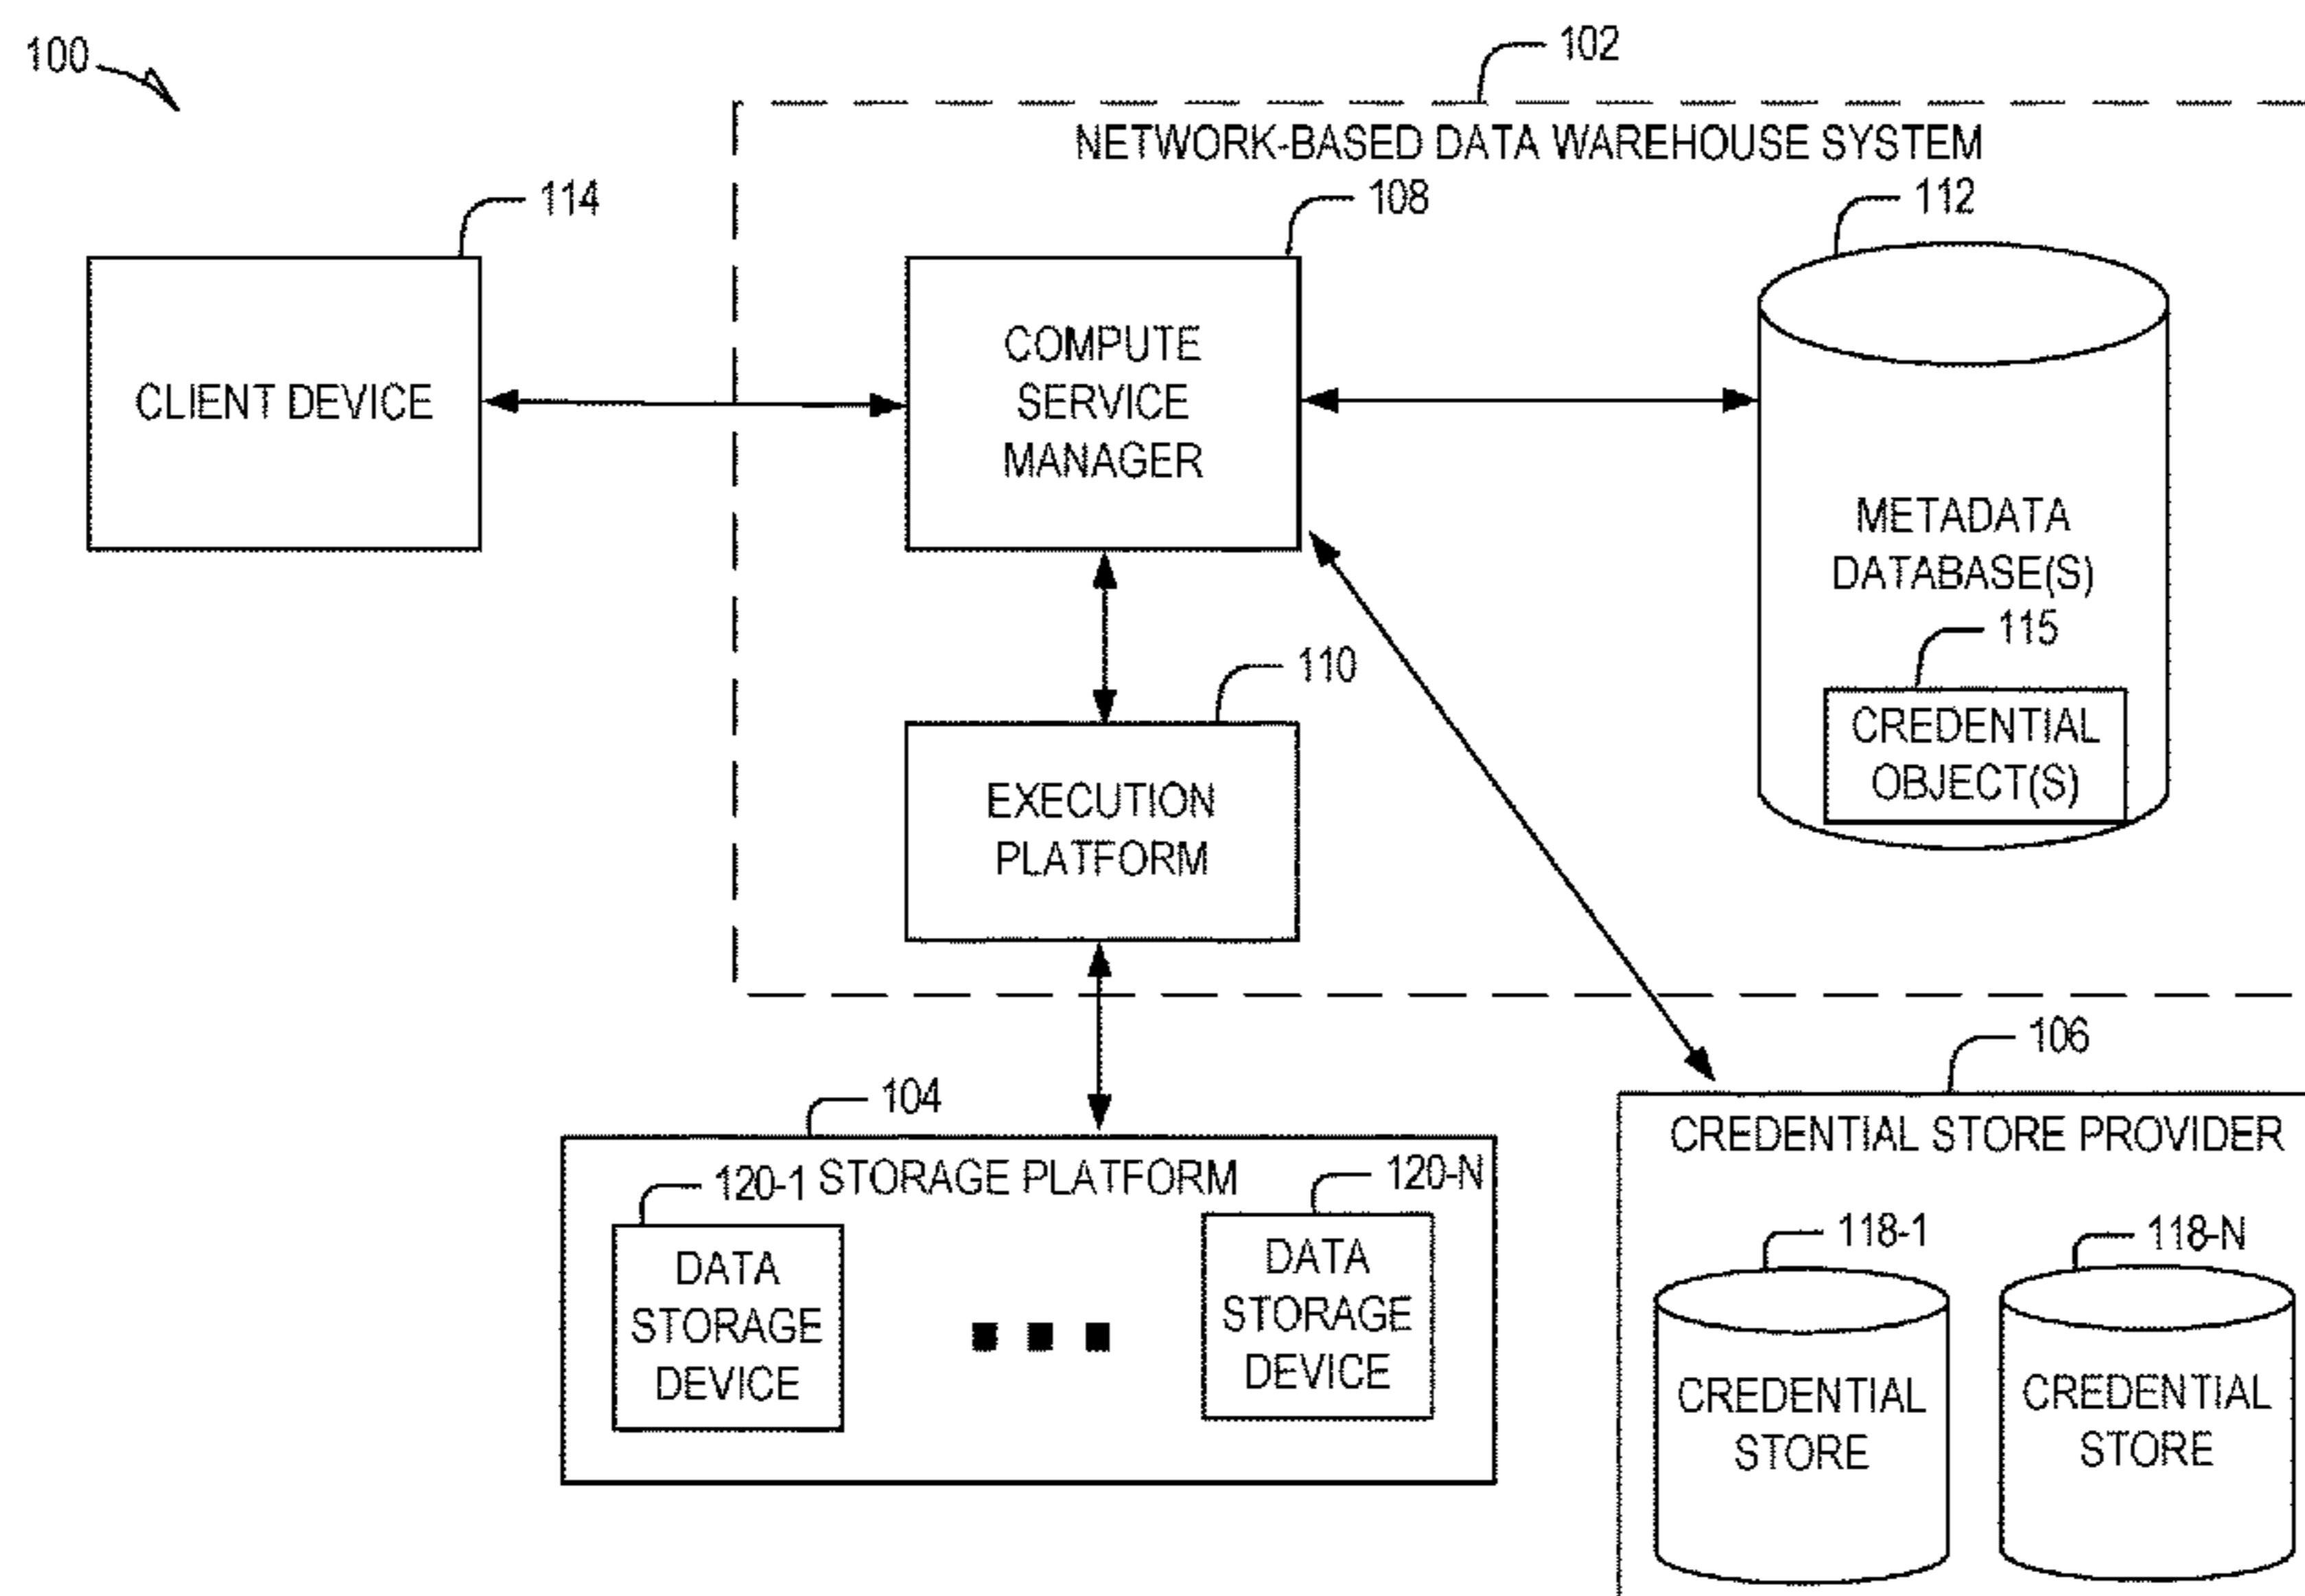 100
102
NETWORK-BASED DATA WAREHOUSE SYSTEM
114
108
112
CLIENT DEVICE
COMPUTE
SERVICE
MANAGER
METADATA
DATABASE(S)
115
CREDENTIAL
OBJECT(S)
110
EXECUTION
PLATFORM
104
STORAGE PLATFORM
120-1
DATA
STORAGE
DEVICE
120-N
DATA
STORAGE
DEVICE
106
CREDENTIAL STORE PROVIDER
118-1
CREDENTIAL
STORE
118-N
CREDENTIAL
STORE